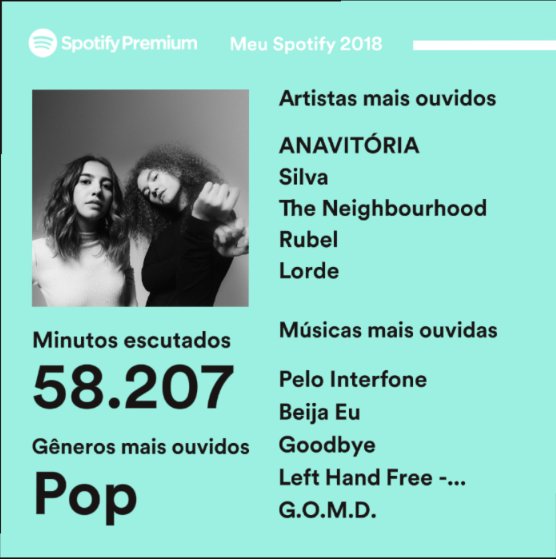 Spotify Premium
Meu Spotify 2018
Minutos escutados
58.207
Gêneros mais ouvidos
Pop
Artistas mais ouvidos
ANAVITÓRIA
Silva
The Neighbourhood
Rubel
Lorde
Músicas mais ouvidas
Pelo Interfone
Beija Eu
Goodbye
Left Hand Free -...
G.O.M.D.